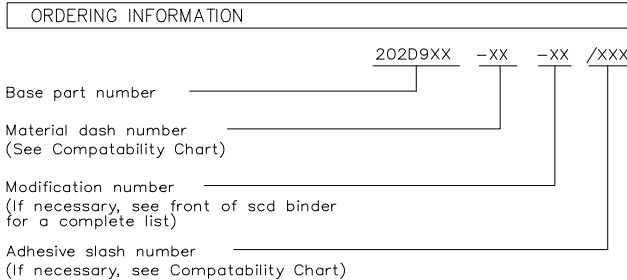 ORDERING INFORMATION
202D9XX -XX -XX /XXX
Base part number
Material dash number
(See Compatability Chart)
Modification number
(If necessary, see front of scd binder
for a complete list)
Adhesive slash number
(If necessary, see Compatability Chart)